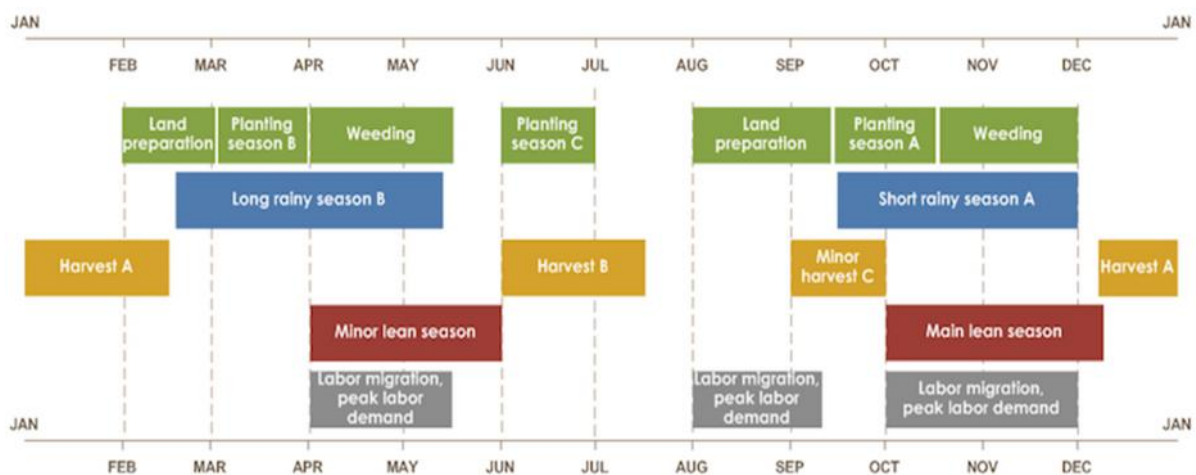 JAN JAN
FEB MAR APR MAY JUN JUL AUG SEP OCT NOV DEC
Land
preparation
Planting
season B
Weeding
Planting
season C
Land
preparation
Planting
season A
Weeding
Long rainy season B
Short rainy season A
Harvest A
Harvest B
Minor
harvest C
Harvest A
Minor lean season
Main lean season
Labor migration,
peak labor
demand
Labor migration,
peak labor
demand
Labor migration,
peak labor demand
JAN JAN
FEB MAR APR MAY JUN JUL AUG SEP OCT NOV DEC